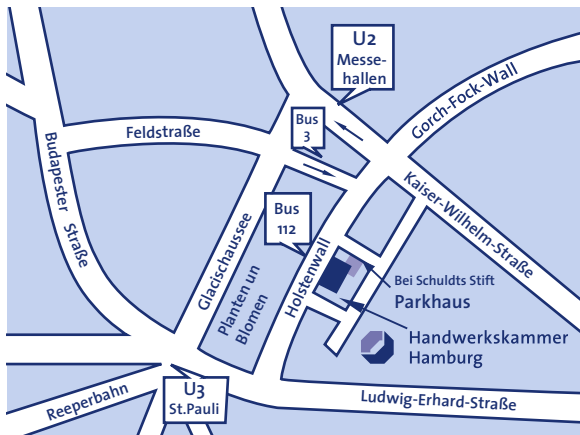 U2
Messe-
hallen
Gorch-Fock-Wall
Bus
3
Feldstraße
Budapester Straße
Kaiser-Wilhelm-Straße
Bus
112
Glacischaussee
Planten un
Blomen
Holstenwall
Bei Schuldts Stift
Parkhaus
Handwerkskammer
Hamburg
U3
St.Pauli
Reeperbahn
Ludwig-Erhard-Straße